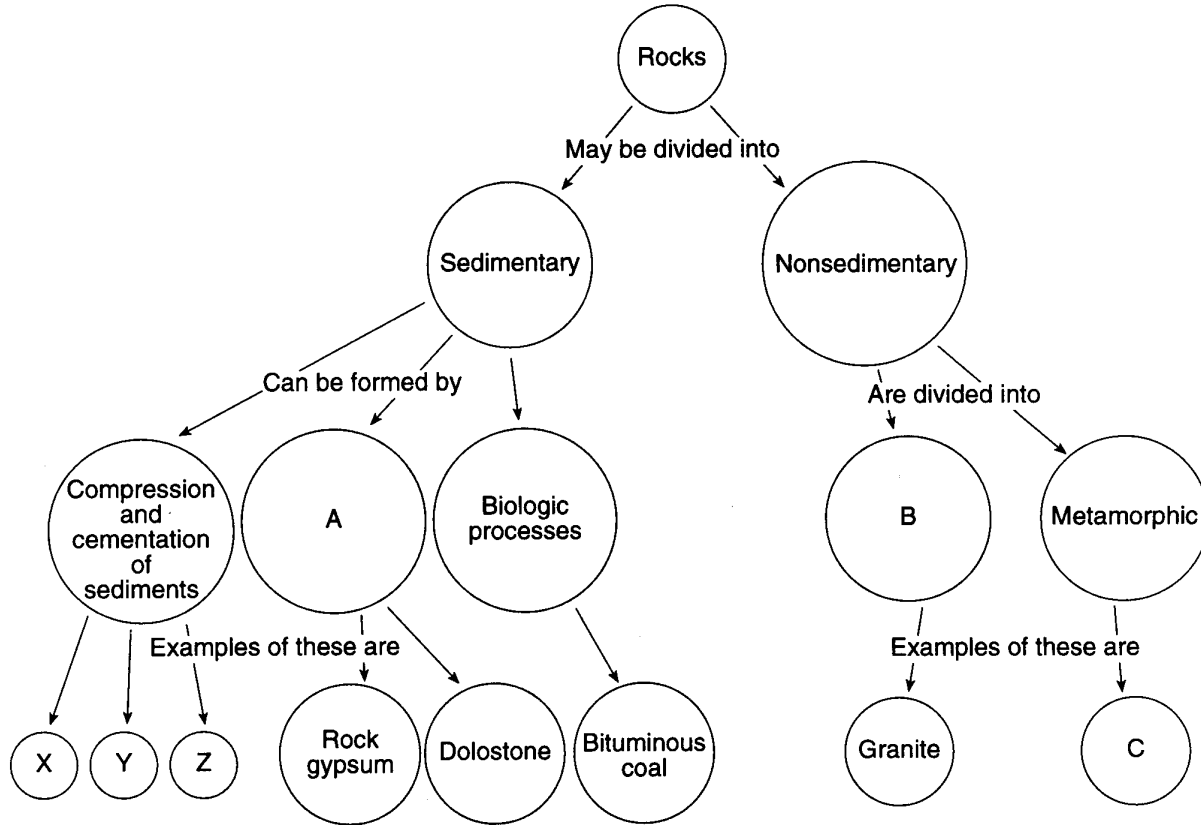 Rocks
May be divided into
Sedimentary
Nonsedimentary
Can be formed by
Are divided into
Compression
and
cementation
of
sediments
A
Biologic
processes
B
Metamorphic
Examples of these are
Examples of these are
X
Y
Z
Rock
gypsum
Dolostone
Bituminous
coal
Granite
C